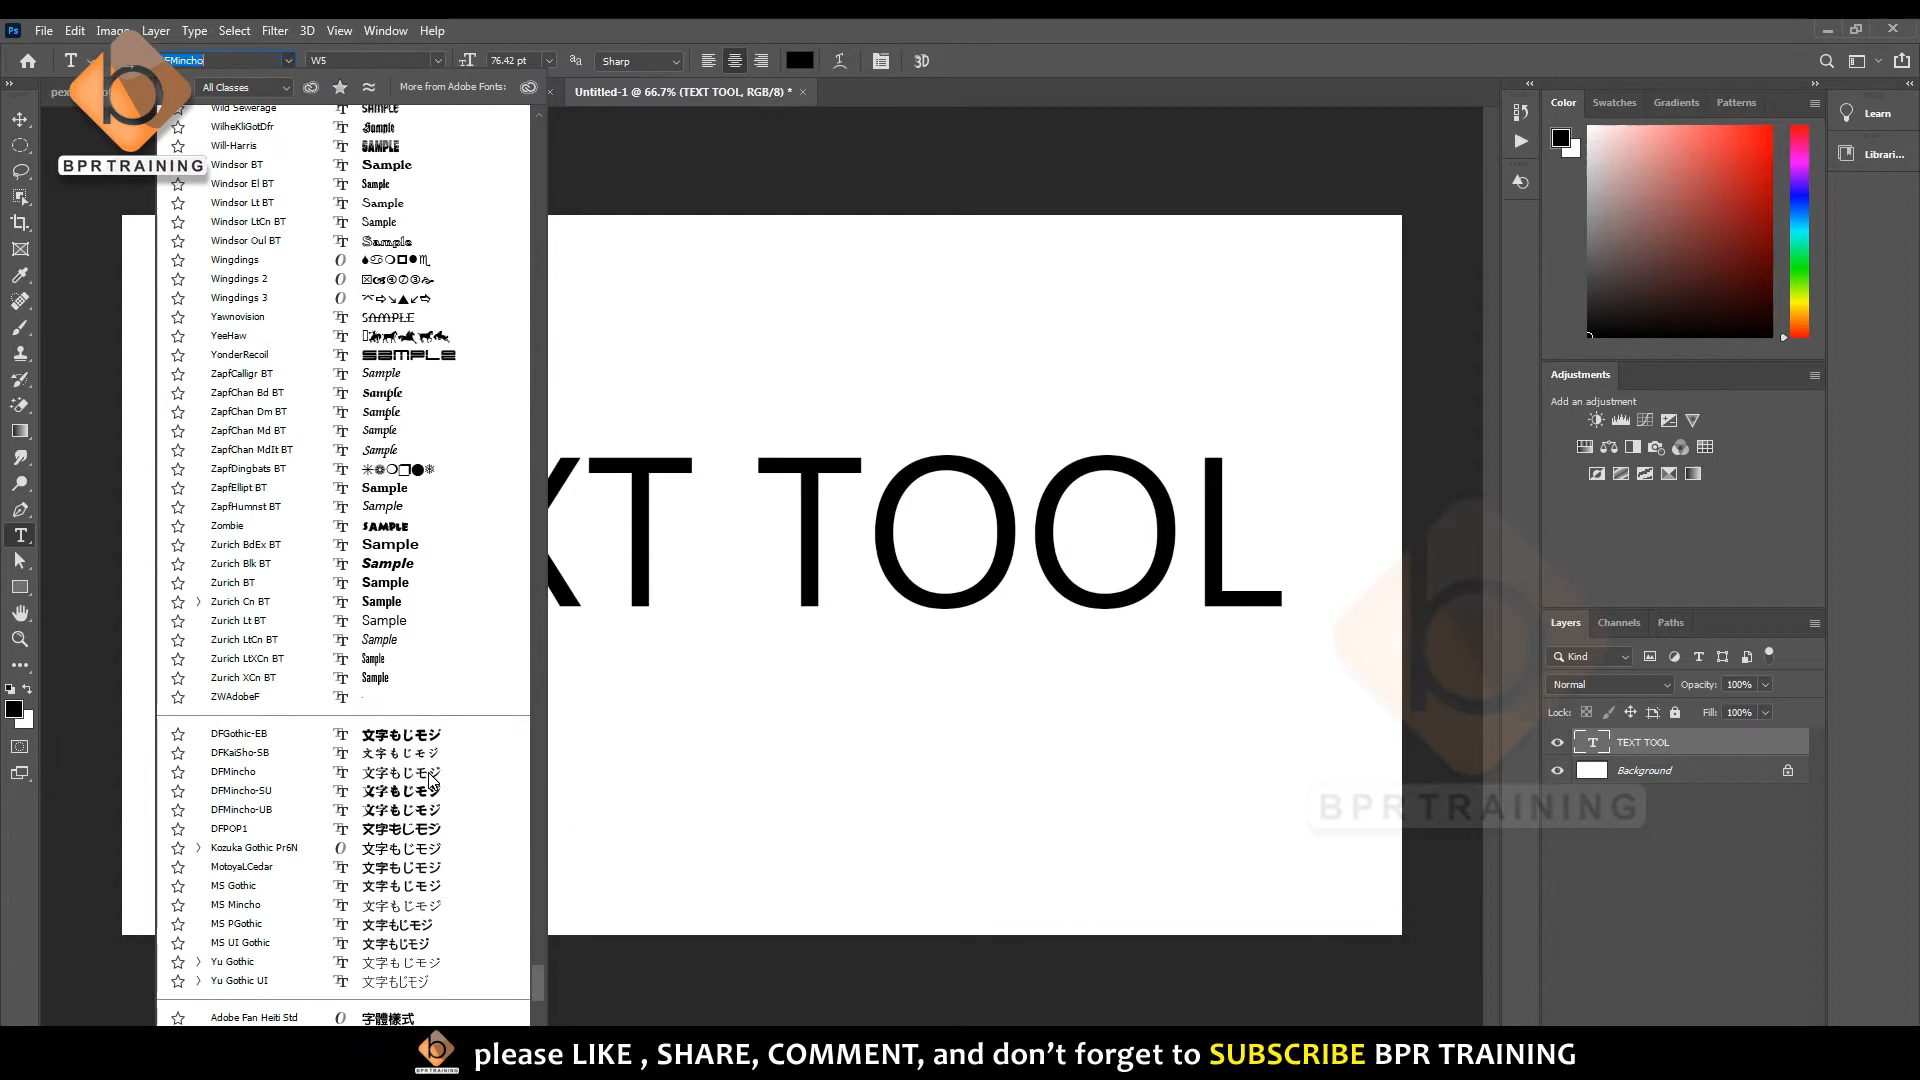 Ps File Edit Image Layer Type Select Filter 3D View Window Help
FMincho W5 76.42 pt Sharp 3D
All Classes More from Adobe Fonts:
Untitled-1 @ 66.7% (TEXT TOOL, RGB/8) *
BPR TRAINING
Wild Sewerage SAMPLE
WilheKliGotDfr Sample
Will-Harris SAMPLE
Windsor BT Sample
Windsor El BT Sample
Windsor Lt BT Sample
Windsor LtCn BT Sample
Windsor Oul BT Sample
Wingdings
Wingdings 2
Wingdings 3
Yawnovision SAMPLE
YeeHaw
YonderRecoil SAMPLE
ZapfCalligr BT Sample
ZapfChan Bd BT Sample
ZapfChan Dm BT Sample
ZapfChan Md BT Sample
ZapfChan MdIt BT Sample
ZapfDingbats BT
ZapfEllipt BT Sample
ZapfHumnst BT Sample
Zombie SAMPLE
Zurich BdEx BT Sample
Zurich Blk BT Sample
Zurich BT Sample
Zurich Cn BT Sample
Zurich Lt BT Sample
Zurich LtCn BT Sample
Zurich LtXCn BT Sample
Zurich XCn BT Sample
ZWAdobeF
DFGothic-EB 文字もじモジ
DFKaiSho-SB 文字もじモジ
DFMincho 文字もじモジ
DFMincho-SU 文字もじモジ
DFMincho-UB 文字もじモジ
DFPOP1 文字もじモジ
Kozuka Gothic Pr6N 文字もじモジ
MotoyaLCedar 文字もじモジ
MS Gothic 文字もじモジ
MS Mincho 文字もじモジ
MS PGothic 文字もじモジ
MS UI Gothic 文字もじモジ
Yu Gothic 文字もじモジ
Yu Gothic UI 文字もじモジ
Adobe Fan Heiti Std 字體樣式
XT TOOL
Color Swatches Gradients Patterns
Learn
Librari...
Adjustments
Add an adjustment
Layers Channels Paths
Kind
Normal Opacity: 100%
Lock: Fill: 100%
TEXT TOOL
Background
BPR TRAINING
BPR TRAINING please LIKE , SHARE, COMMENT, and don't forget to SUBSCRIBE BPR TRAINING